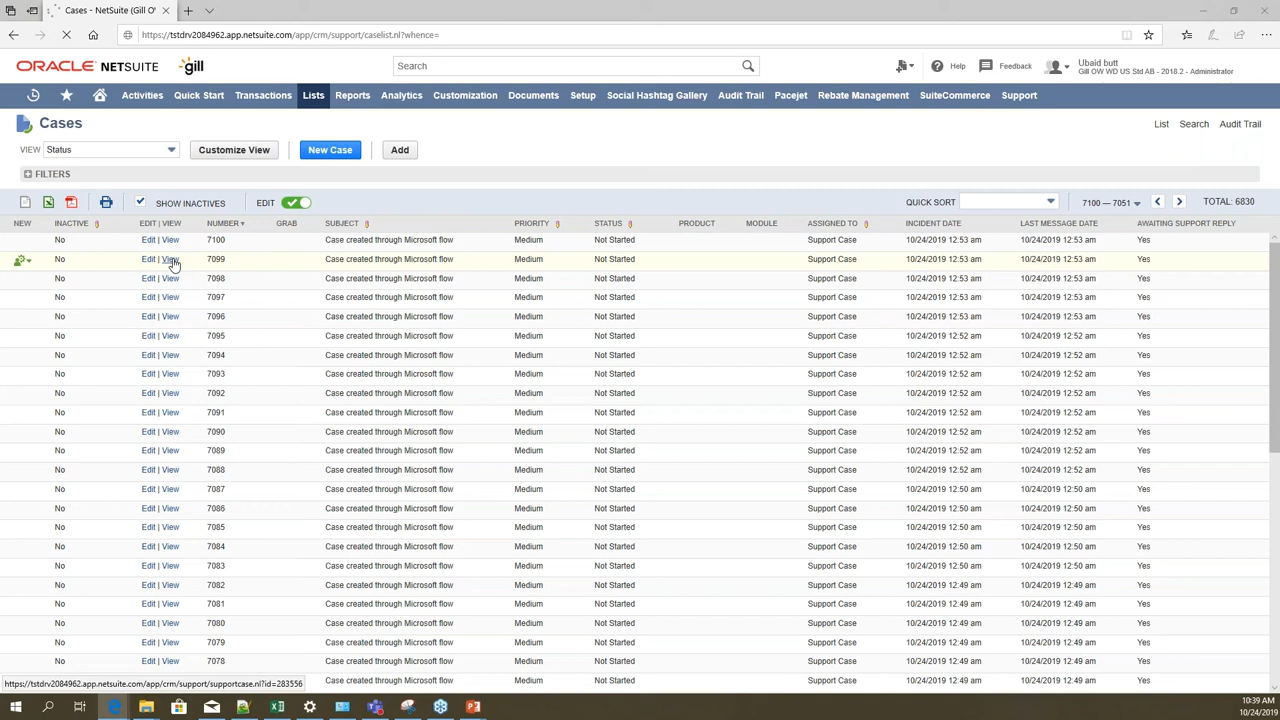 Cases - NetSuite (Gill O'
https://tstdrv2084962.app.netsuite.com/app/crm/support/caselist.nl?whence=
ORACLE NETSUITE gill Search Help Feedback Ubaid butt
Gill OW WD US Std AB - 2018.2 - Administrator
Activities Quick Start Transactions Lists Reports Analytics Customization Documents Setup Social Hashtag Gallery Audit Trail Pacejet Rebate Management SuiteCommerce Support
Cases List Search Audit Trail
VIEW Status Customize View New Case Add
FILTERS
SHOW INACTIVES EDIT QUICK SORT 7100 — 7051 TOTAL: 6830
NEW INACTIVE EDIT | VIEW NUMBER GRAB SUBJECT PRIORITY STATUS PRODUCT MODULE ASSIGNED TO INCIDENT DATE LAST MESSAGE DATE AWAITING SUPPORT REPLY
No Edit | View 7100 Case created through Microsoft flow Medium Not Started Support Case 10/24/2019 12:53 am 10/24/2019 12:53 am Yes
No Edit | View 7099 Case created through Microsoft flow Medium Not Started Support Case 10/24/2019 12:53 am 10/24/2019 12:53 am Yes
No Edit | View 7098 Case created through Microsoft flow Medium Not Started Support Case 10/24/2019 12:53 am 10/24/2019 12:53 am Yes
No Edit | View 7097 Case created through Microsoft flow Medium Not Started Support Case 10/24/2019 12:53 am 10/24/2019 12:53 am Yes
No Edit | View 7096 Case created through Microsoft flow Medium Not Started Support Case 10/24/2019 12:53 am 10/24/2019 12:53 am Yes
No Edit | View 7095 Case created through Microsoft flow Medium Not Started Support Case 10/24/2019 12:52 am 10/24/2019 12:52 am Yes
No Edit | View 7094 Case created through Microsoft flow Medium Not Started Support Case 10/24/2019 12:52 am 10/24/2019 12:52 am Yes
No Edit | View 7093 Case created through Microsoft flow Medium Not Started Support Case 10/24/2019 12:52 am 10/24/2019 12:52 am Yes
No Edit | View 7092 Case created through Microsoft flow Medium Not Started Support Case 10/24/2019 12:52 am 10/24/2019 12:52 am Yes
No Edit | View 7091 Case created through Microsoft flow Medium Not Started Support Case 10/24/2019 12:52 am 10/24/2019 12:52 am Yes
No Edit | View 7090 Case created through Microsoft flow Medium Not Started Support Case 10/24/2019 12:52 am 10/24/2019 12:52 am Yes
No Edit | View 7089 Case created through Microsoft flow Medium Not Started Support Case 10/24/2019 12:52 am 10/24/2019 12:52 am Yes
No Edit | View 7088 Case created through Microsoft flow Medium Not Started Support Case 10/24/2019 12:52 am 10/24/2019 12:52 am Yes
No Edit | View 7087 Case created through Microsoft flow Medium Not Started Support Case 10/24/2019 12:50 am 10/24/2019 12:50 am Yes
No Edit | View 7086 Case created through Microsoft flow Medium Not Started Support Case 10/24/2019 12:50 am 10/24/2019 12:50 am Yes
No Edit | View 7085 Case created through Microsoft flow Medium Not Started Support Case 10/24/2019 12:50 am 10/24/2019 12:50 am Yes
No Edit | View 7084 Case created through Microsoft flow Medium Not Started Support Case 10/24/2019 12:50 am 10/24/2019 12:50 am Yes
No Edit | View 7083 Case created through Microsoft flow Medium Not Started Support Case 10/24/2019 12:50 am 10/24/2019 12:50 am Yes
No Edit | View 7082 Case created through Microsoft flow Medium Not Started Support Case 10/24/2019 12:49 am 10/24/2019 12:49 am Yes
No Edit | View 7081 Case created through Microsoft flow Medium Not Started Support Case 10/24/2019 12:49 am 10/24/2019 12:49 am Yes
No Edit | View 7080 Case created through Microsoft flow Medium Not Started Support Case 10/24/2019 12:49 am 10/24/2019 12:49 am Yes
No Edit | View 7079 Case created through Microsoft flow Medium Not Started Support Case 10/24/2019 12:49 am 10/24/2019 12:49 am Yes
No Edit | View 7078 Case created through Microsoft flow Medium Not Started Support Case 10/24/2019 12:49 am 10/24/2019 12:49 am Yes
Case created through Microsoft flow Medium Not Started Support Case 10/24/2019 12:49 am 10/24/2019 12:49 am Yes
https://tstdrv2084962.app.netsuite.com/app/crm/support/supportcase.nl?id=283556
10:39 AM
10/24/2019